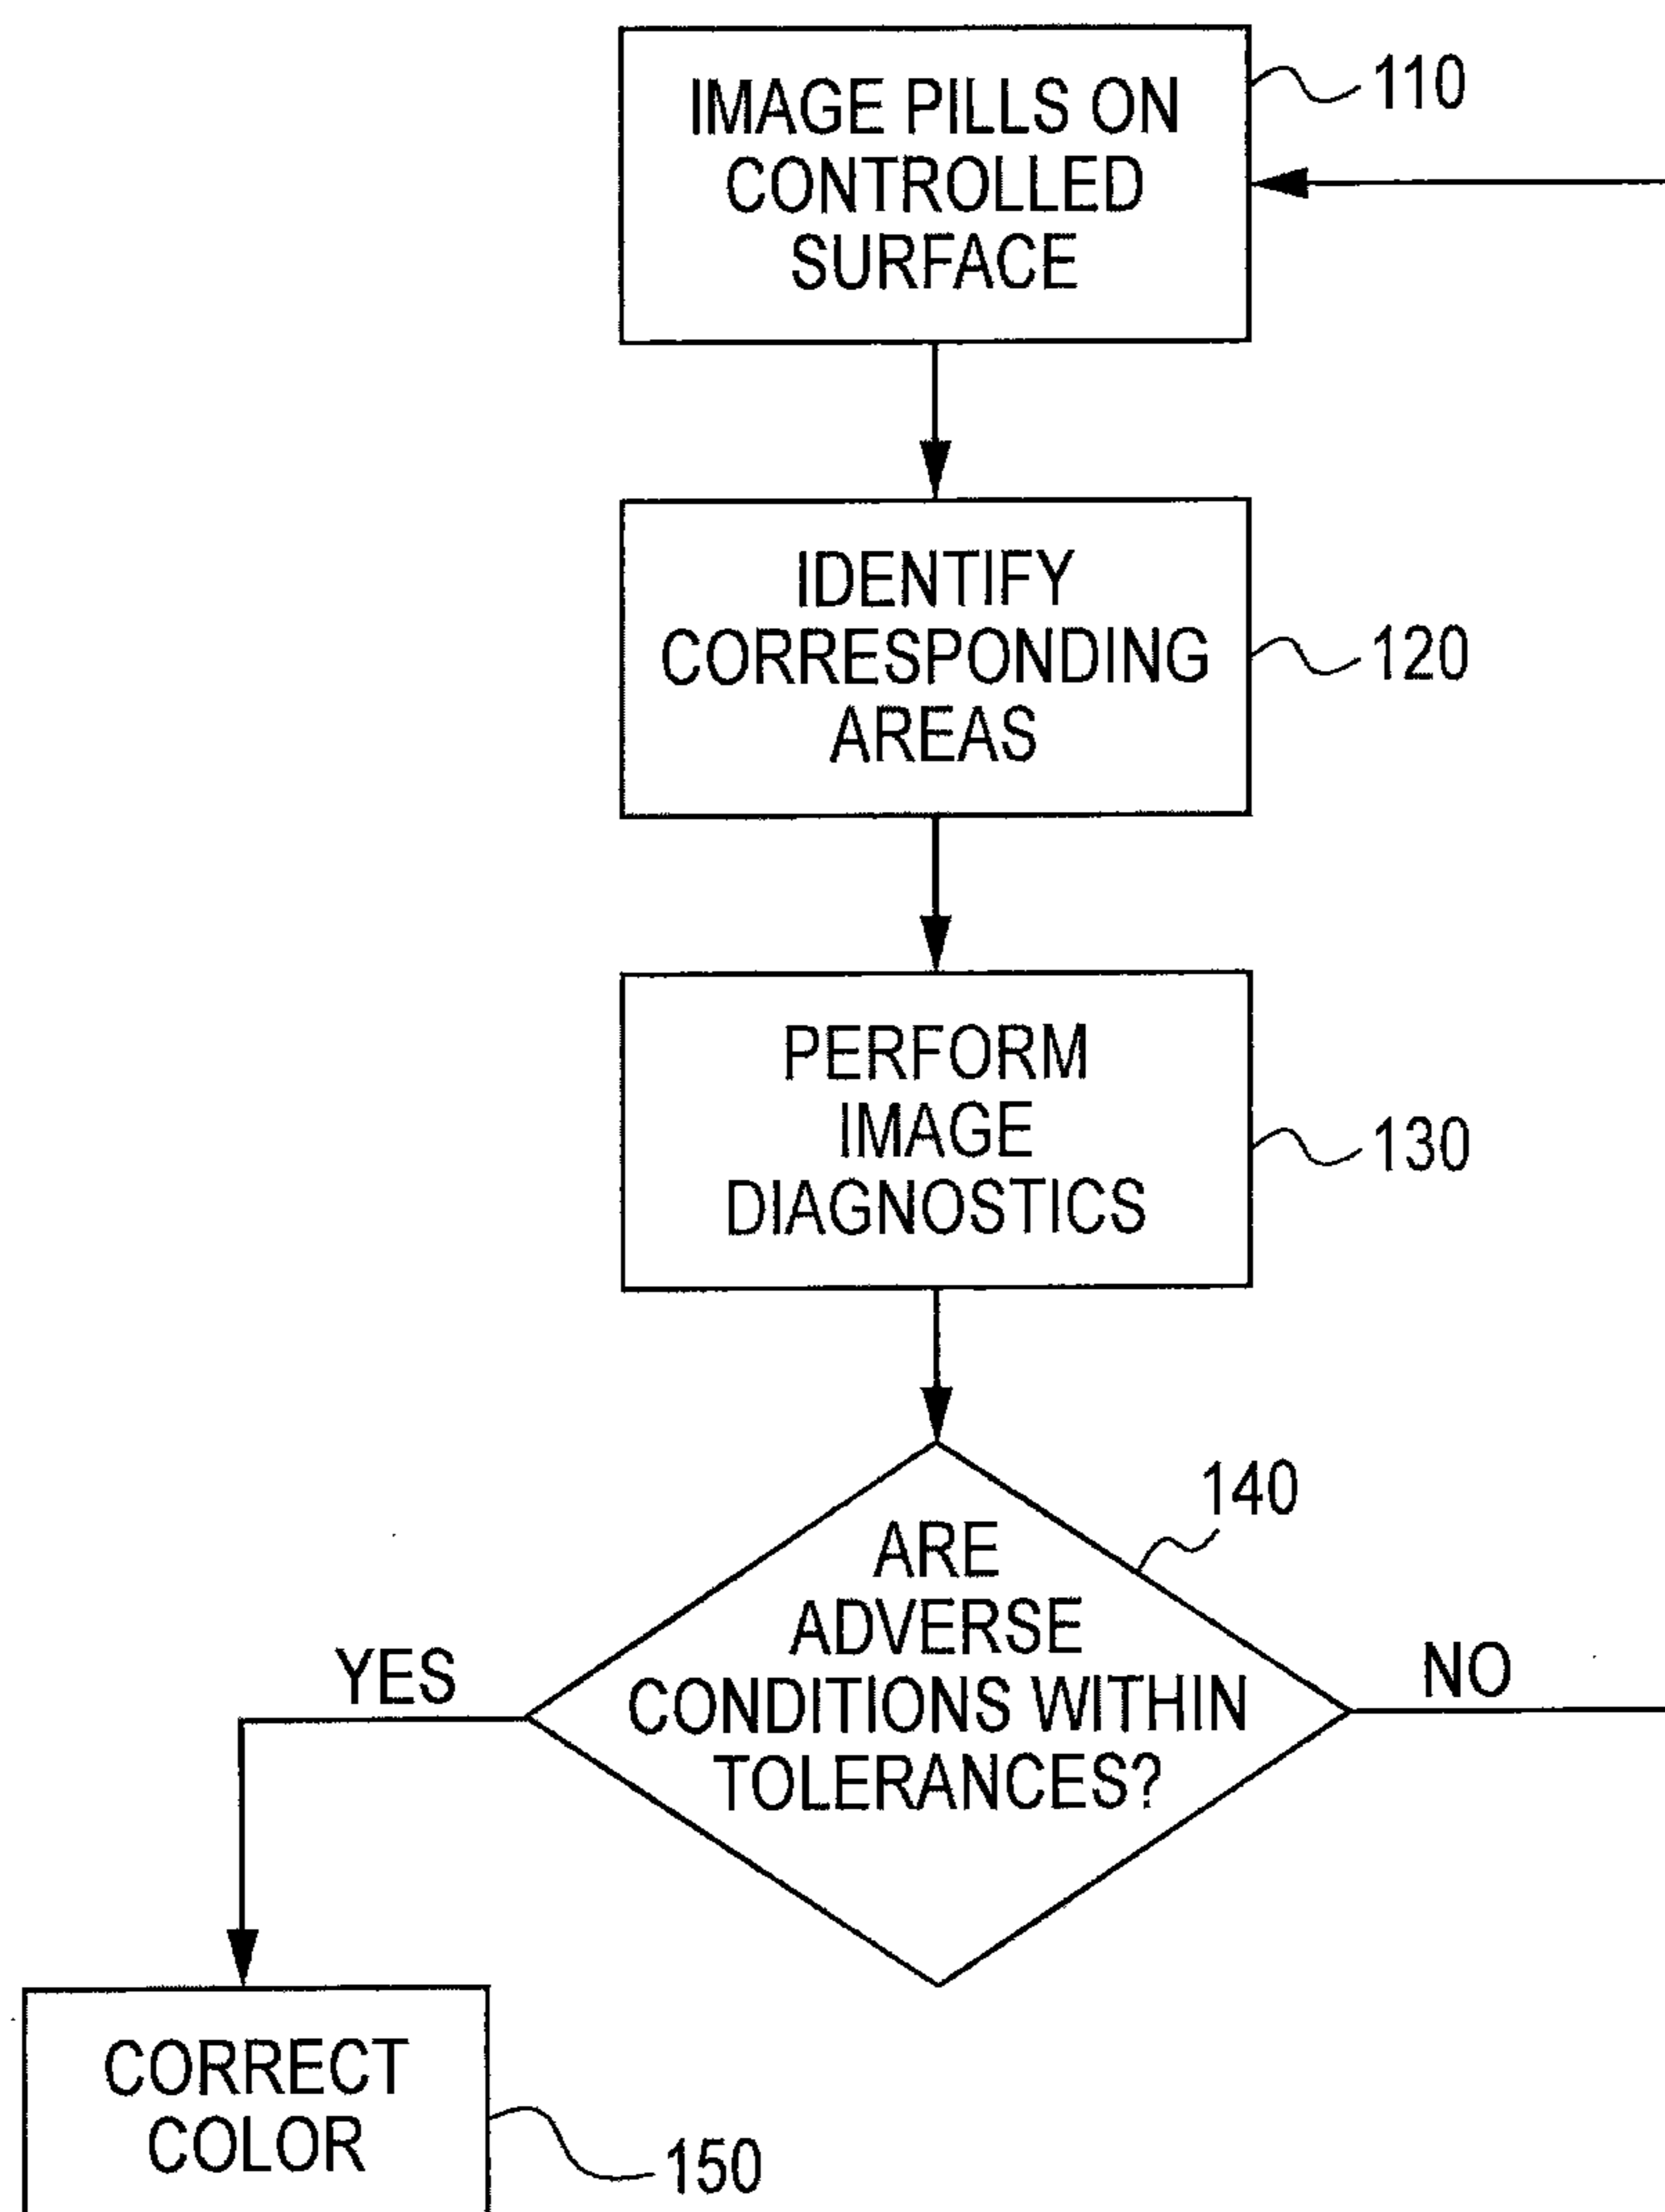 IMAGE PILLS ON
CONTROLLED
SURFACE
110
IDENTIFY
CORRESPONDING
AREAS
120
PERFORM
IMAGE
DIAGNOSTICS
130
140
ARE
ADVERSE
CONDITIONS WITHIN
TOLERANCES?
YES
NO
CORRECT
COLOR
150